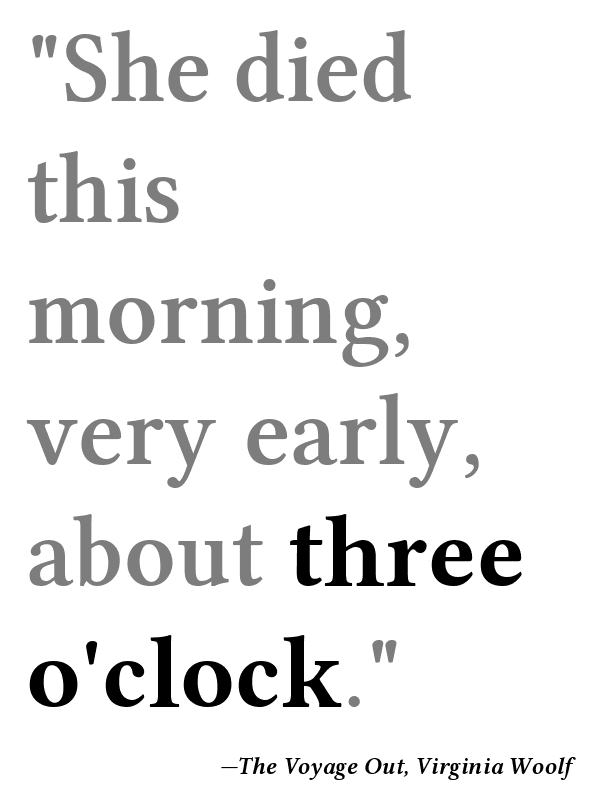 "She died
this
morning,
very early,
about three
o'clock."
—The Voyage Out, Virginia Woolf